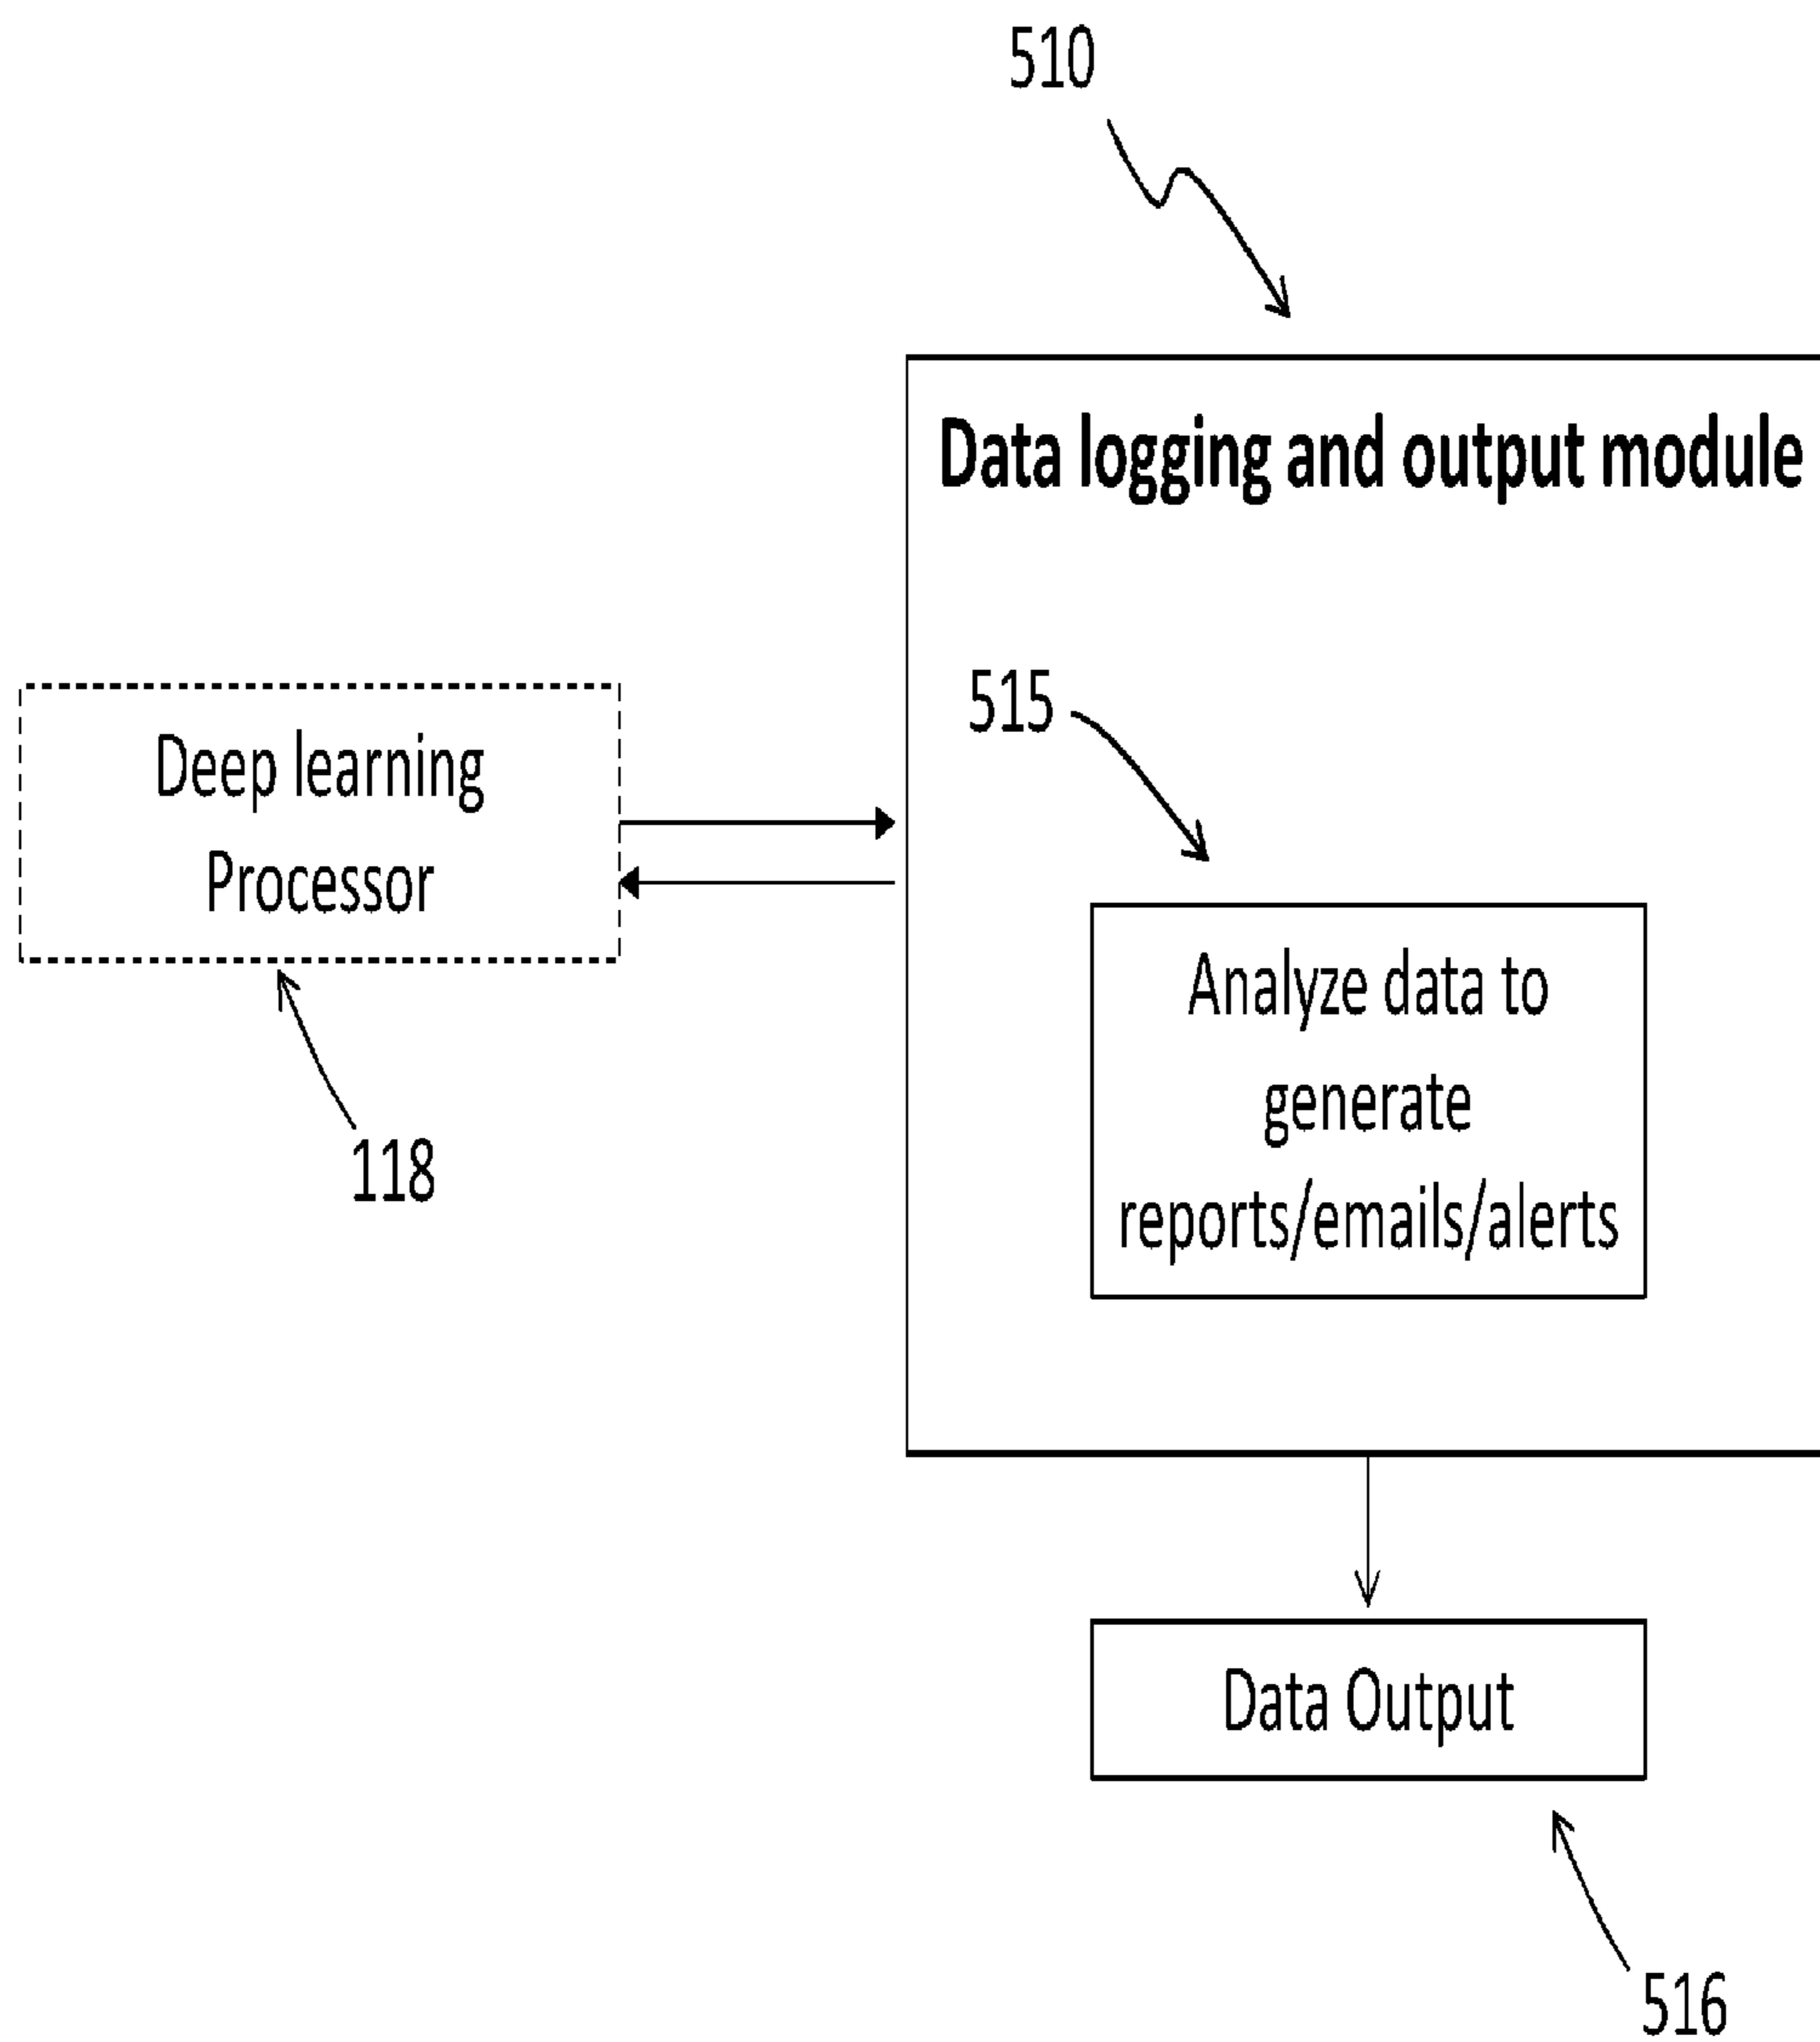 510
Data logging and output module
515
Deep learning
Processor
118
Analyze data to
generate
reports/emails/alerts
Data Output
516